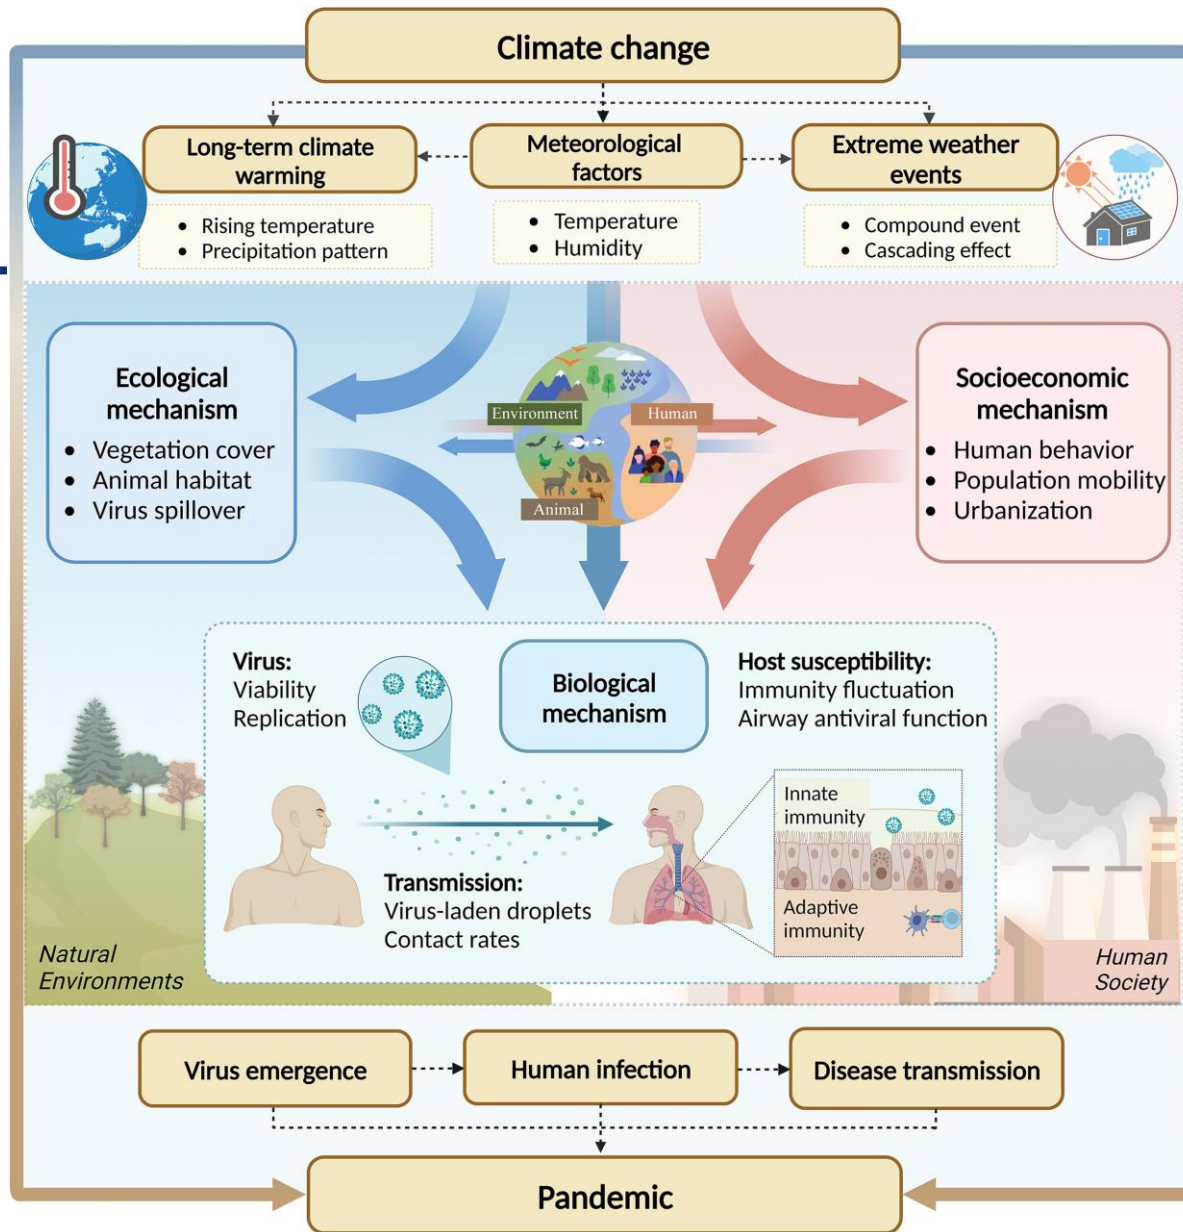 Climate change
Long-term climate
warming
Meteorological
factors
Extreme weather
events
• Rising temperature
• Precipitation pattern
• Temperature
• Humidity
• Compound event
• Cascading effect
Ecological
mechanism
• Vegetation cover
• Animal habitat
• Virus spillover
Environment
Human
Animal
Socioeconomic
mechanism
• Human behavior
• Population mobility
• Urbanization
Virus:
Viability
Replication
Biological
mechanism
Host susceptibility:
Immunity fluctuation
Airway antiviral function
Innate
immunity
Adaptive
immunity
Transmission:
Virus-laden droplets
Contact rates
Natural
Environments
Human
Society
Virus emergence
Human infection
Disease transmission
Pandemic